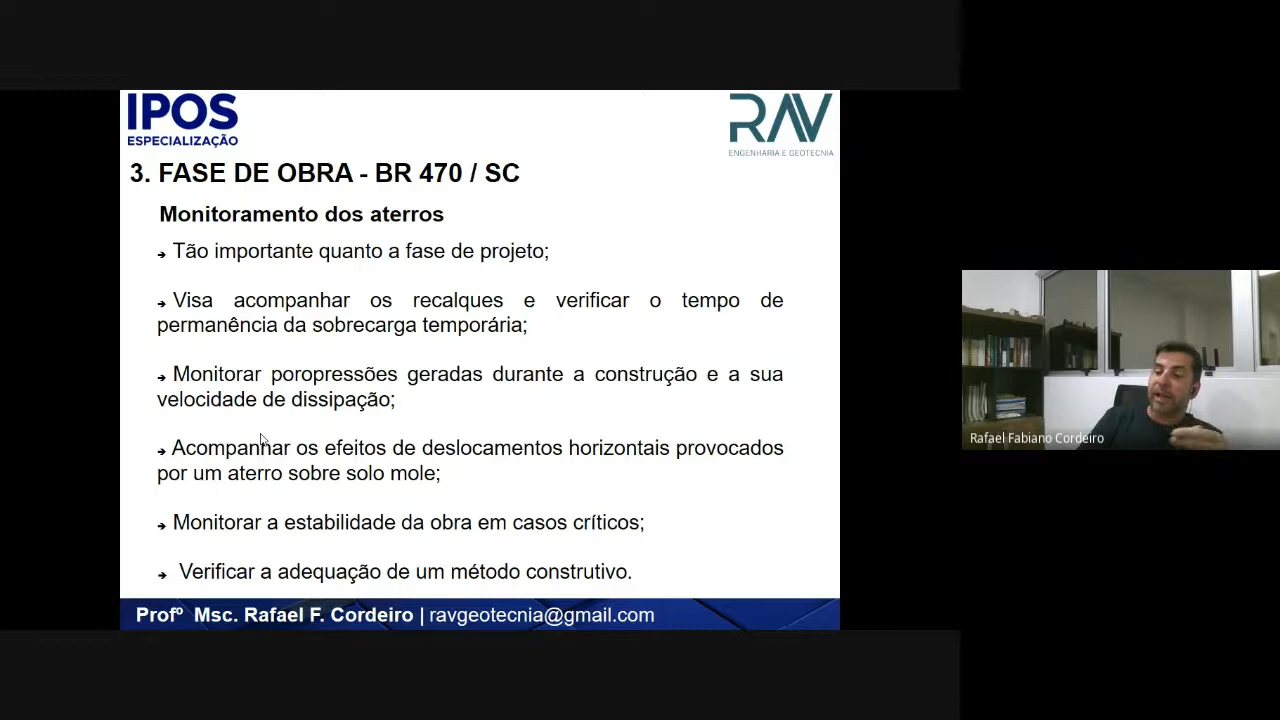 IPOS
ESPECIALIZAÇÃO
RAV
ENGENHARIA E GEOTECNIA
3. FASE DE OBRA - BR 470 / SC
Monitoramento dos aterros
➔ Tão importante quanto a fase de projeto;
➔ Visa acompanhar os recalques e verificar o tempo de
permanência da sobrecarga temporária;
➔ Monitorar poropressões geradas durante a construção e a sua
velocidade de dissipação;
➔ Acompanhar os efeitos de deslocamentos horizontais provocados
por um aterro sobre solo mole;
➔ Monitorar a estabilidade da obra em casos críticos;
➔ Verificar a adequação de um método construtivo.
Profº Msc. Rafael F. Cordeiro | ravgeotecnia@gmail.com
Rafael Fabiano Cordeiro